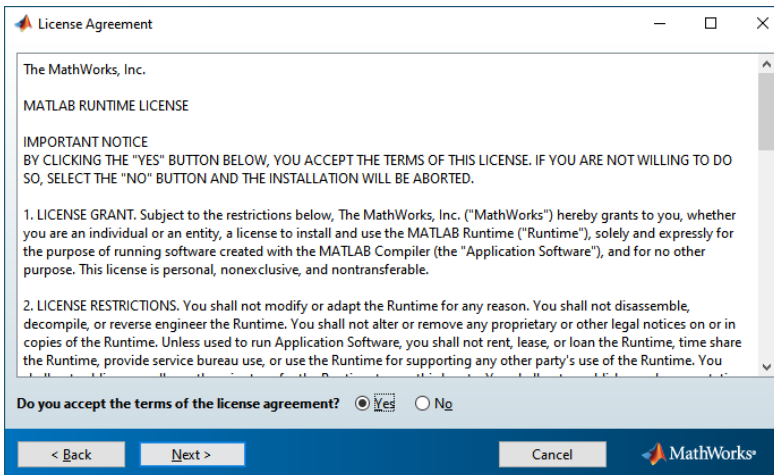 License Agreement
The MathWorks, Inc.
MATLAB RUNTIME LICENSE
IMPORTANT NOTICE
BY CLICKING THE "YES" BUTTON BELOW, YOU ACCEPT THE TERMS OF THIS LICENSE. IF YOU ARE NOT WILLING TO DO
SO, SELECT THE "NO" BUTTON AND THE INSTALLATION WILL BE ABORTED.
1. LICENSE GRANT. Subject to the restrictions below, The MathWorks, Inc. ("MathWorks") hereby grants to you, whether
you are an individual or an entity, a license to install and use the MATLAB Runtime ("Runtime"), solely and expressly for
the purpose of running software created with the MATLAB Compiler (the "Application Software"), and for no other
purpose. This license is personal, nonexclusive, and nontransferable.
2. LICENSE RESTRICTIONS. You shall not modify or adapt the Runtime for any reason. You shall not disassemble,
decompile, or reverse engineer the Runtime. You shall not alter or remove any proprietary or other legal notices on or in
copies of the Runtime. Unless used to run Application Software, you shall not rent, lease, or loan the Runtime, time share
the Runtime, provide service bureau use, or use the Runtime for supporting any other party's use of the Runtime. You
Do you accept the terms of the license agreement? Yes No
< Back Next > Cancel MathWorks®